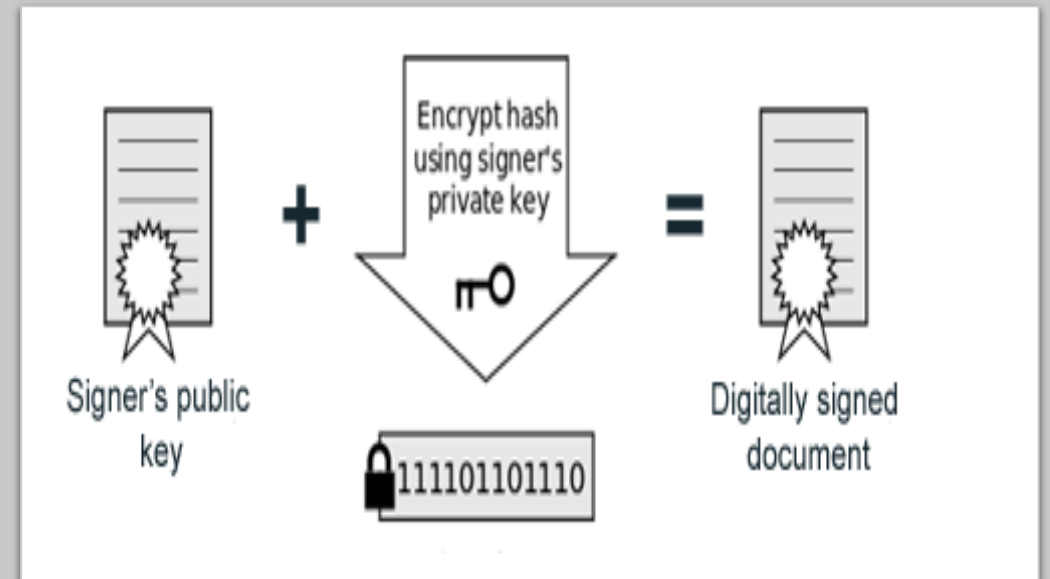 Encrypt hash
using signer's
private key
Signer's public
key
111101101110
Digitally signed
document